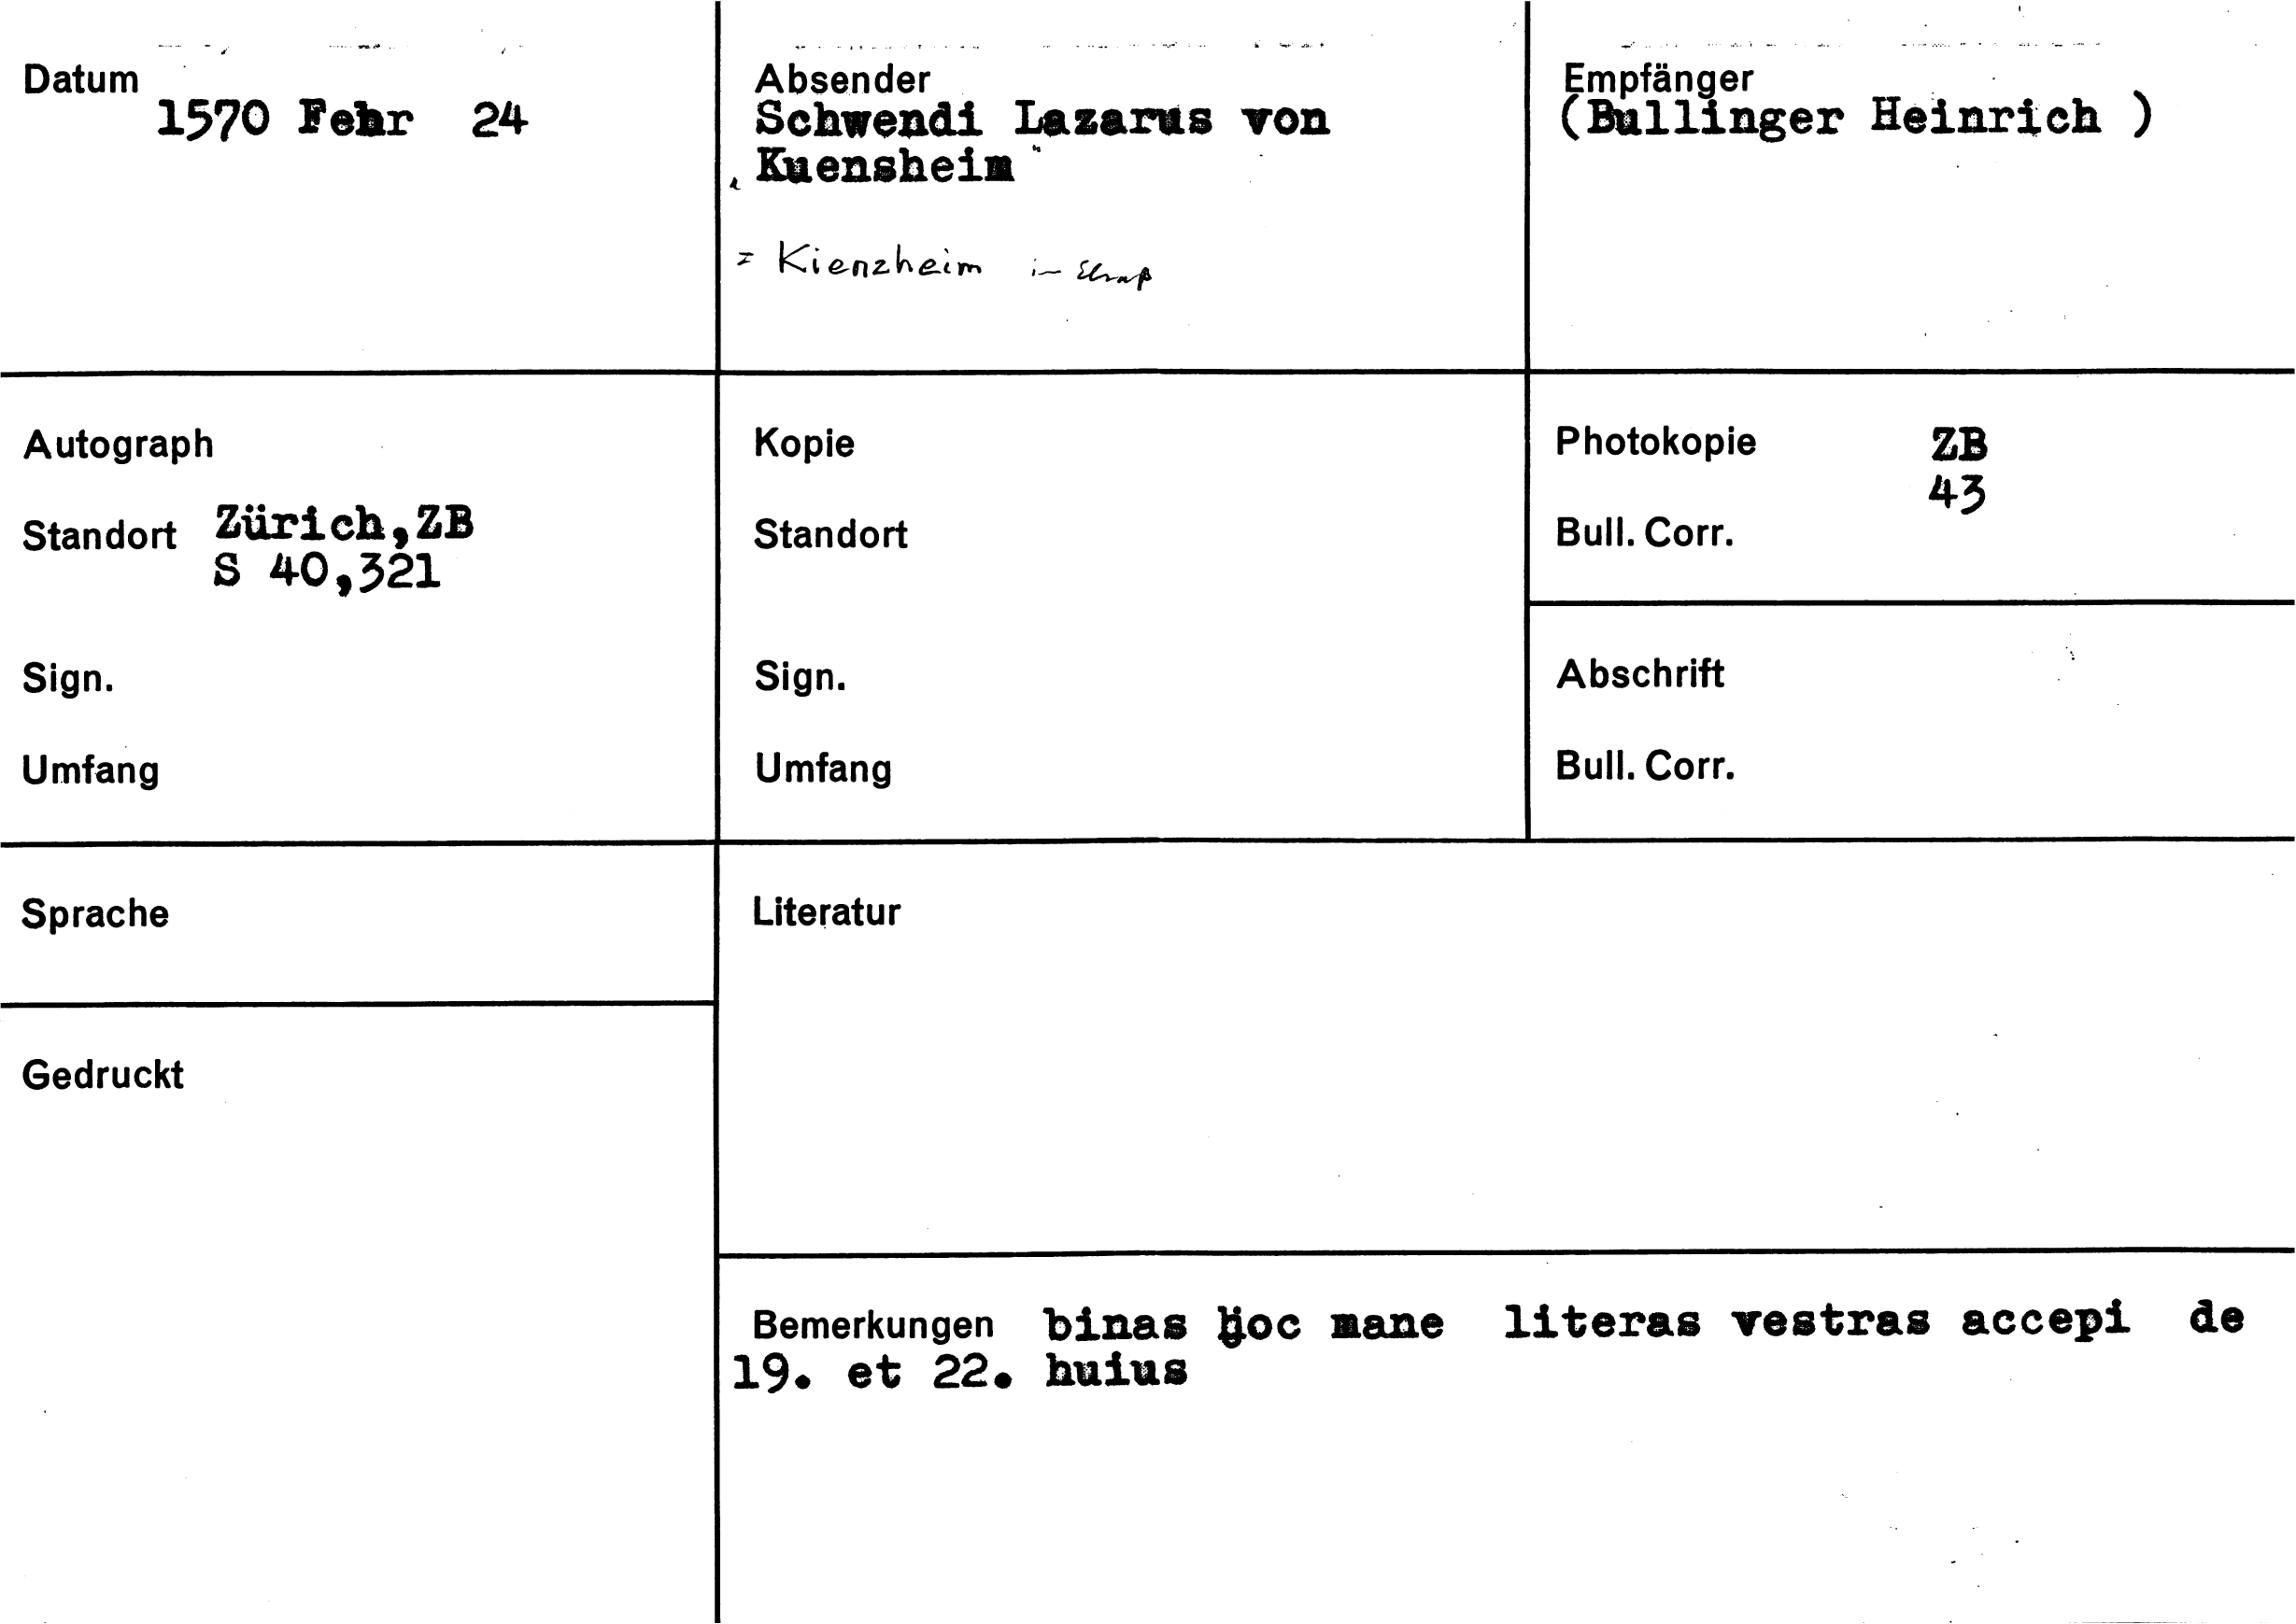 Datum
1570 Febr 24
Absender
Schwendi Lazarus von
"Kuensheim"
= Kienzheim im Elsaß
Empfänger
(Bullinger Heinrich )
Autograph
Standort Zürich,ZB
S 40,321
Sign.
Umfang
Kopie
Standort
Sign.
Umfang
Photokopie ZB
43
Bull. Corr.
Abschrift
Bull. Corr.
Sprache
Literatur
Gedruckt
Bemerkungen binas hoc mane literas vestras accepi de
19. et 22. huius